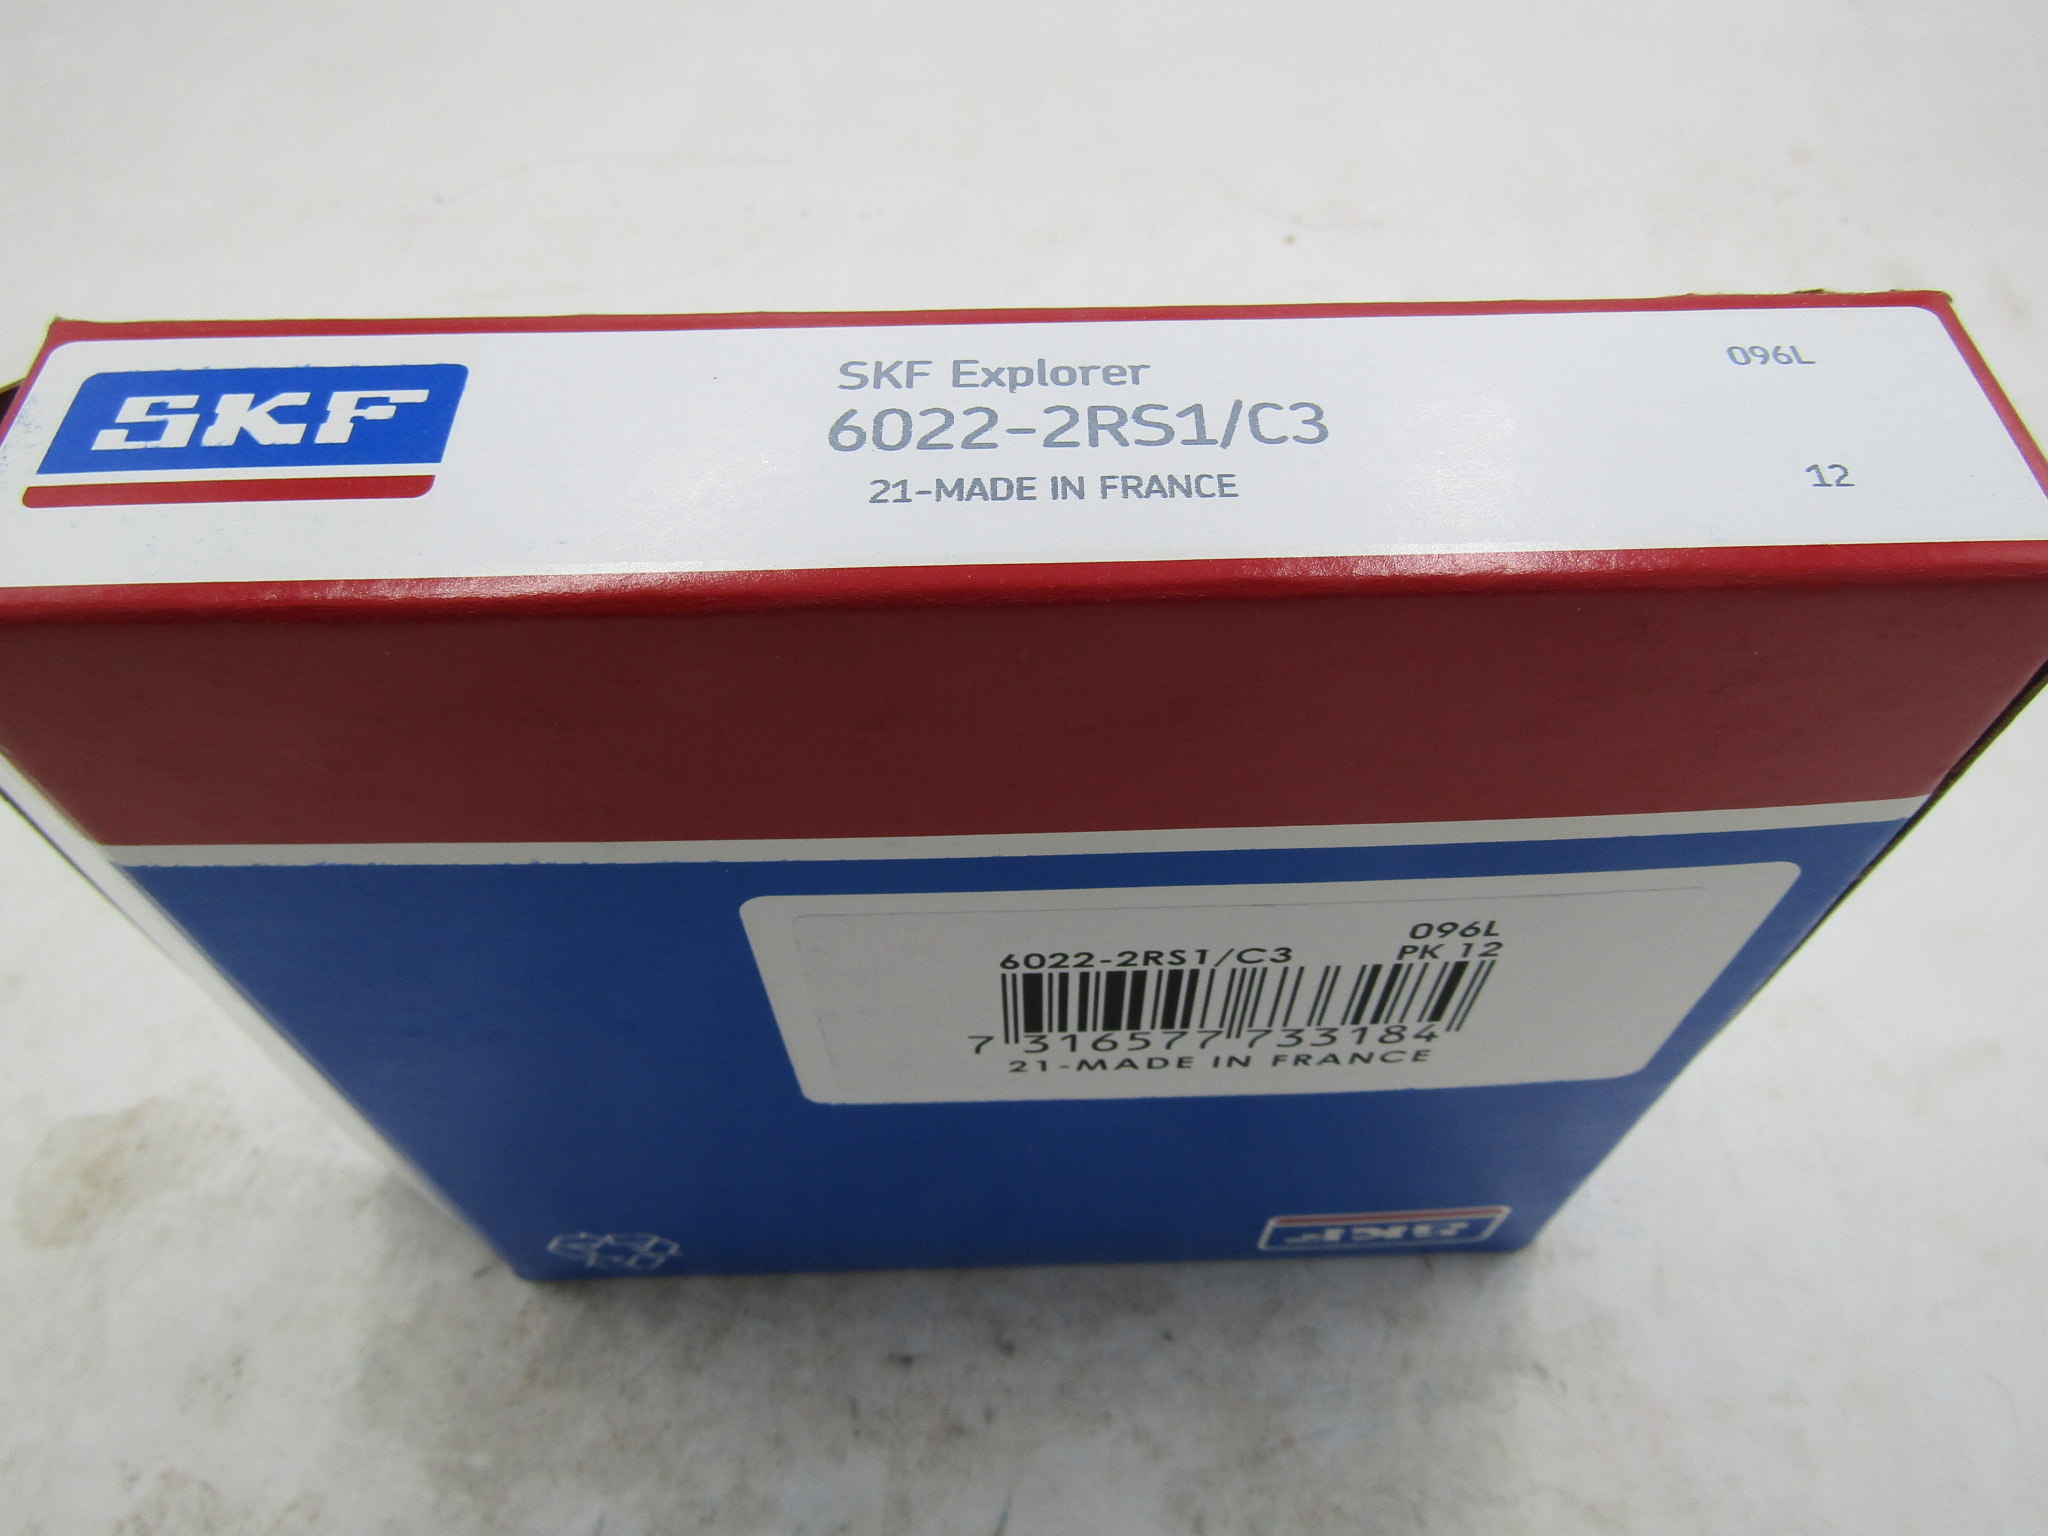 SKF
SKF Explorer
6022-2RS1/C3
21-MADE IN FRANCE
096L
12
096L
6022-2RS1/C3 PK 12
7 316577 733184
21-MADE IN FRANCE
SKF